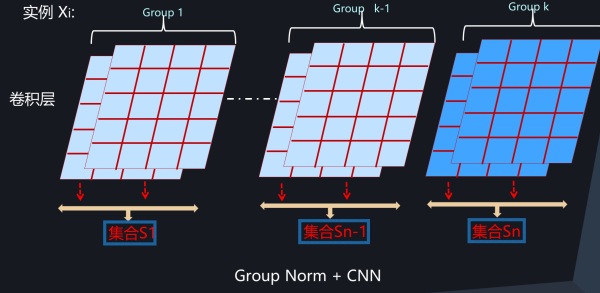 实例 Xi:
Group 1
Group k-1
Group k
卷积层
集合S1
集合Sn-1
集合Sn
Group Norm + CNN